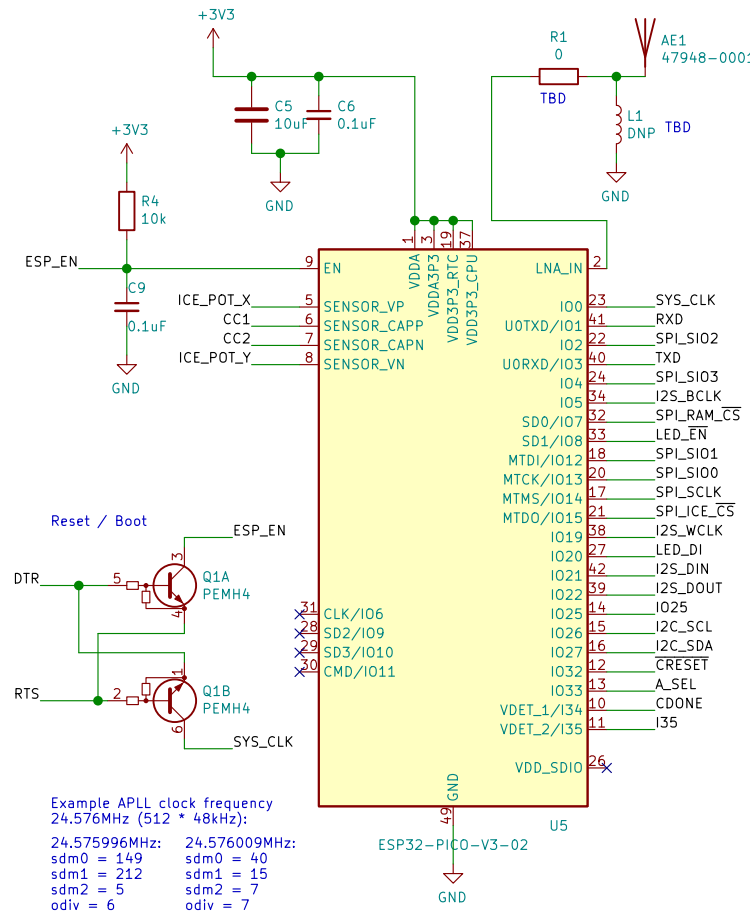 +3V3
C5
10uF
C6
0.1uF
R1
0
TBD
AE1
47948-0001
L1
DNP
TBD
GND
GND
+3V3
R4
10k
ESP_EN
C9
0.1uF
GND
1
3
19
37
VDDA
VDDA3P3
VDD3P3_RTC
VDD3P3_CPU
9 EN
ICE_POT_X 5 SENSOR_VP
CC1 6 SENSOR_CAPP
CC2 7 SENSOR_CAPN
ICE_POT_Y 8 SENSOR_VN
LNA_IN 2
IO0 23 SYS_CLK
U0TXD/IO1 41 RXD
IO2 22 SPI_SIO2
U0RXD/IO3 40 TXD
IO4 24 SPI_SIO3
IO5 34 I2S_BCLK
SD0/IO7 32 SPI_RAM_CS
SD1/IO8 33 LED_EN
MTDI/IO12 18 SPI_SIO1
MTCK/IO13 20 SPI_SIO0
MTMS/IO14 17 SPI_SCLK
MTDO/IO15 21 SPI_ICE_CS
IO19 38 I2S_WCLK
IO20 27 LED_DI
IO21 42 I2S_DIN
IO22 39 I2S_DOUT
IO25 14 IO25
IO26 15 I2C_SCL
IO27 16 I2C_SDA
IO32 12 CRESET
IO33 13 A_SEL
VDET_1/I34 10 CDONE
VDET_2/I35 11 I35
VDD_SDIO 26
31 CLK/IO6
28 SD2/IO9
29 SD3/IO10
30 CMD/IO11
GND
49
U5
ESP32-PICO-V3-02
GND
Reset / Boot
ESP_EN
3
DTR
5
Q1A
PEMH4
4
1
RTS
2
Q1B
PEMH4
6
SYS_CLK
Example APLL clock frequency
24.576MHz (512 * 48kHz):
24.575996MHz: 24.576009MHz:
sdm0 = 149 sdm0 = 40
sdm1 = 212 sdm1 = 15
sdm2 = 5 sdm2 = 7
odiv = 6 odiv = 7